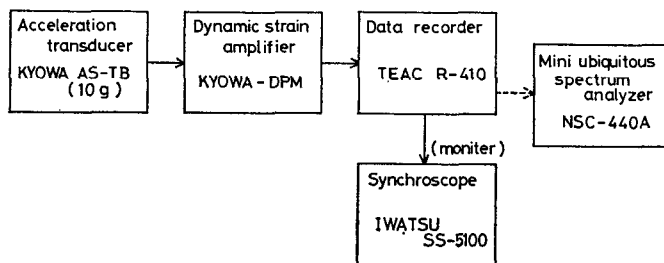 Acceleration
transducer
KYOWA AS-TB
(10g)
Dynamic strain
amplifier
KYOWA-DPM
Data recorder
TEAC R-410
Mini ubiquitous
spectrum
analyzer
NSC-440A
(moniter)
Synchroscope
IWATSU
SS-5100